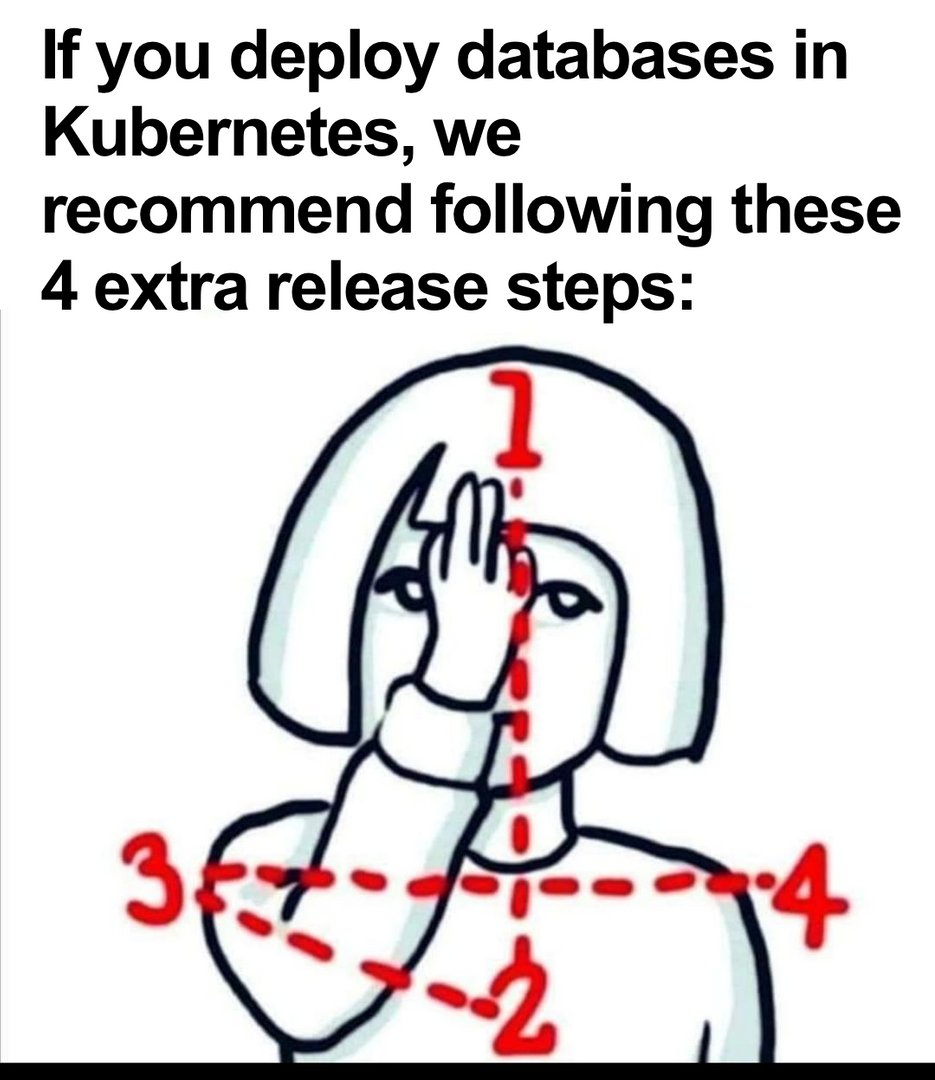 If you deploy databases in
Kubernetes, we
recommend following these
4 extra release steps:
1
3
4
2